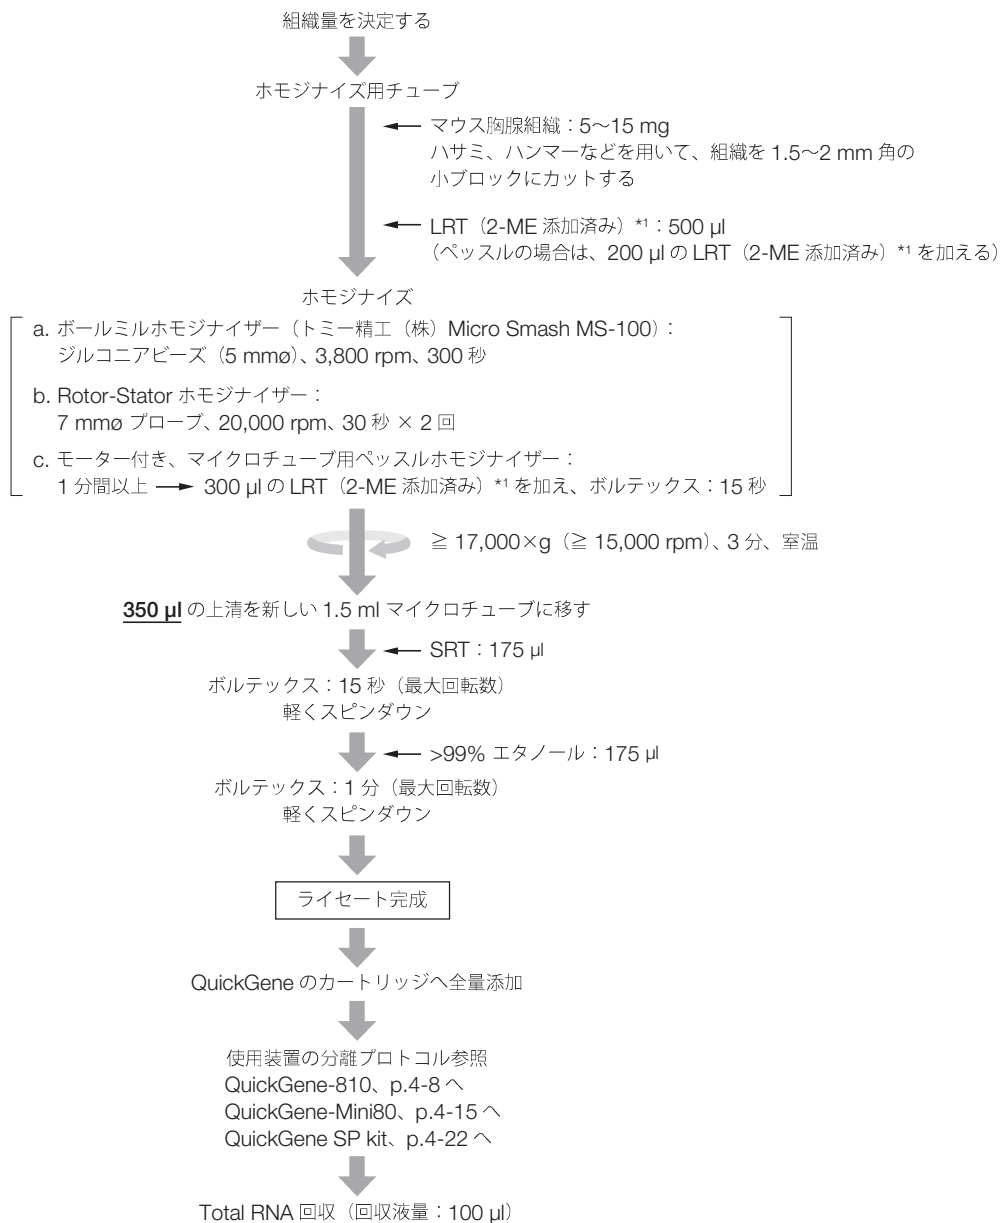 組織量を決定する
ホモジナイズ用チューブ
マウス胸腺組織：5～15 mg
ハサミ、ハンマーなどを用いて、組織を 1.5～2 mm 角の
小ブロックにカットする
LRT（2-ME 添加済み）*1：500 µl
（ペッスルの場合は、200 µl の LRT（2-ME 添加済み）*1 を加える）
ホモジナイズ
a. ボールミルホモジナイザー（トミー精工（株）Micro Smash MS-100）：
ジルコニアビーズ（5 mmø）、3,800 rpm、300 秒
b. Rotor-Stator ホモジナイザー：
7 mmø プローブ、20,000 rpm、30 秒 × 2 回
c. モーター付き、マイクロチューブ用ペッスルホモジナイザー：
1 分間以上 → 300 µl の LRT（2-ME 添加済み）*1 を加え、ボルテックス：15 秒
≧ 17,000×g（≧ 15,000 rpm）、3 分、室温
350 µl の上清を新しい 1.5 ml マイクロチューブに移す
SRT：175 µl
ボルテックス：15 秒（最大回転数）
軽くスピンダウン
>99% エタノール：175 µl
ボルテックス：1 分（最大回転数）
軽くスピンダウン
ライセート完成
QuickGene のカートリッジへ全量添加
使用装置の分離プロトコル参照
QuickGene-810、p.4-8 へ
QuickGene-Mini80、p.4-15 へ
QuickGene SP kit、p.4-22 へ
Total RNA 回収（回収液量：100 µl）